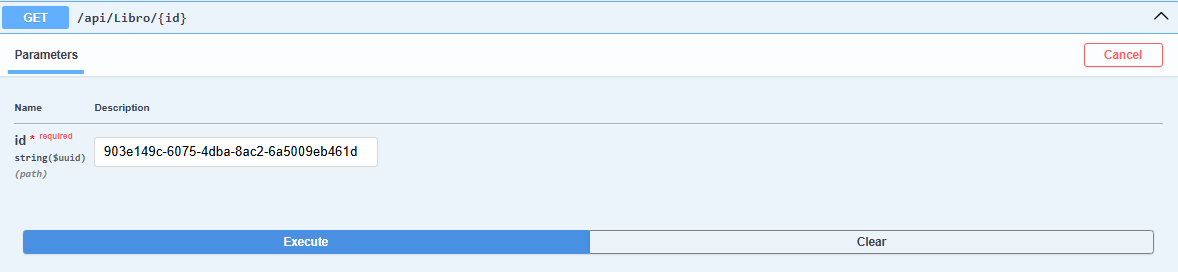 GET /api/Libro/{id}
Parameters Cancel
Name Description
id * required
string($uuid) 903e149c-6075-4dba-8ac2-6a5009eb461d
(path)
Execute Clear